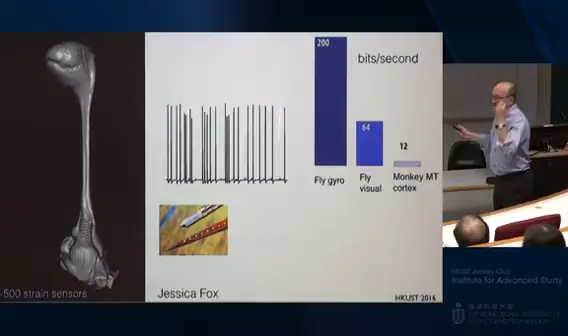 200
bits/second
64
12
Fly gyro
Fly
visual
Monkey MT
cortex
~500 strain sensors
Jessica Fox
HKUST 2016
HKUST Jockey Club
Institute for Advanced Study